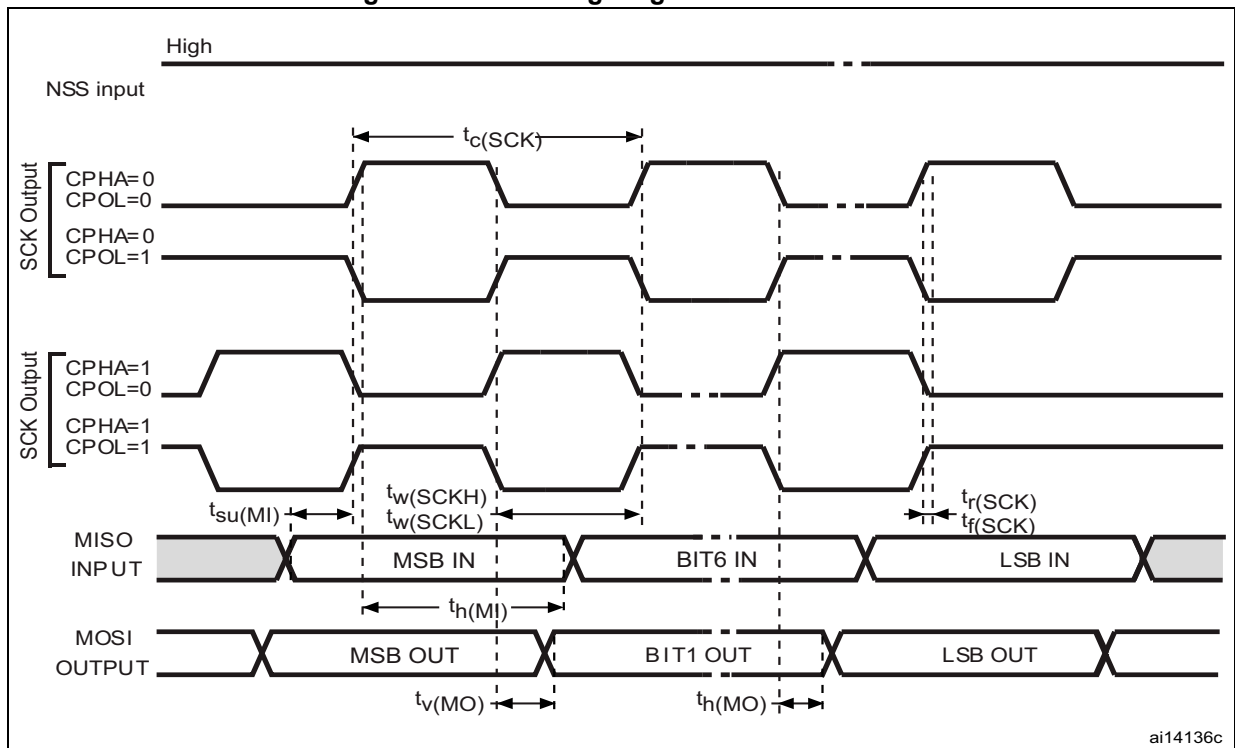 High
NSS input
tc(SCK)
SCK Output
CPHA=0
CPOL=0
CPHA=0
CPOL=1
SCK Output
CPHA=1
CPOL=0
CPHA=1
CPOL=1
tsu(MI)
tw(SCKH)
tw(SCKL)
tr(SCK)
tf(SCK)
MISO
INPUT
MSB IN
BIT6 IN
LSB IN
th(MI)
MOSI
OUTPUT
MSB OUT
BIT1 OUT
LSB OUT
tv(MO)
th(MO)
ai14136c